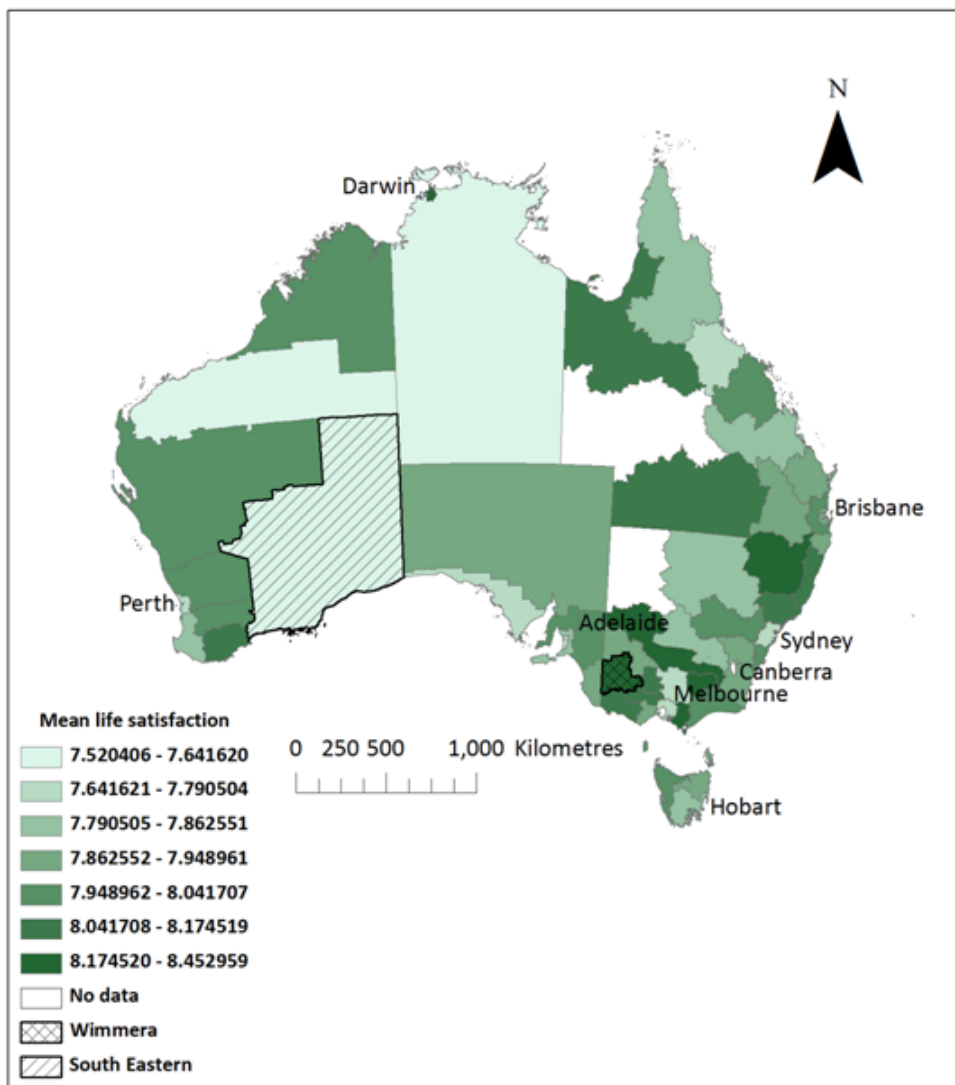 N
Darwin
Brisbane
Perth
Adelaide
Sydney
Canberra
Melbourne
Mean life satisfaction
7.520406 - 7.641620
0 250 500 1,000 Kilometres
7.641621 - 7.790504
Hobart
7.790505 - 7.862551
7.862552 - 7.948961
7.948962 - 8.041707
8.041708 - 8.174519
8.174520 - 8.452959
No data
Wimmera
South Eastern